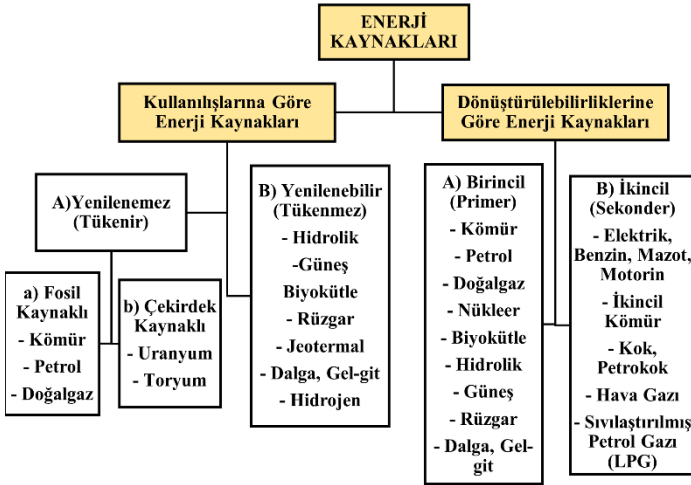 ENERJİ
KAYNAKLARI
Kullanılışlarına Göre
Enerji Kaynakları
Dönüştürülebilirliklerine
Göre Enerji Kaynakları
A)Yenilenemez
(Tükenir)
a) Fosil
Kaynaklı
- Kömür
- Petrol
- Doğalgaz
b) Çekirdek
Kaynaklı
- Uranyum
- Toryum
B) Yenilenebilir
(Tükenmez)
- Hidrolik
-Güneş
Biyokütle
- Rüzgar
- Jeotermal
- Dalga, Gel-git
- Hidrojen
A) Birincil
(Primer)
- Kömür
- Petrol
- Doğalgaz
- Nükleer
- Biyokütle
- Hidrolik
- Güneş
- Rüzgar
- Dalga, Gel-
git
B) İkincil
(Sekonder)
- Elektrik,
Benzin, Mazot,
Motorin
- İkincil
Kömür
- Kok,
Petrokok
- Hava Gazı
- Sıvılaştırılmış
Petrol Gazı
(LPG)